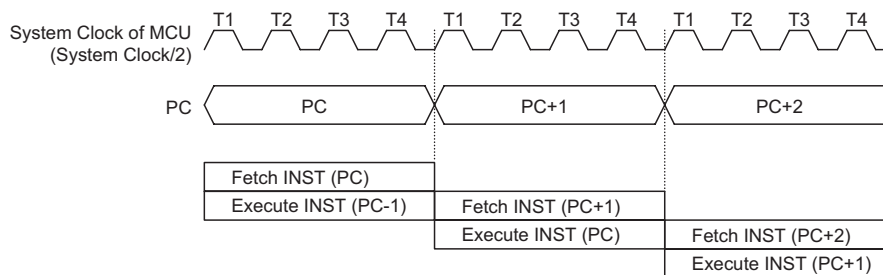 T1 T2 T3 T4 T1 T2 T3 T4 T1 T2 T3 T4
System Clock of MCU
(System Clock/2)
PC PC PC+1 PC+2
Fetch INST (PC)
Execute INST (PC-1) Fetch INST (PC+1)
Execute INST (PC) Fetch INST (PC+2)
Execute INST (PC+1)